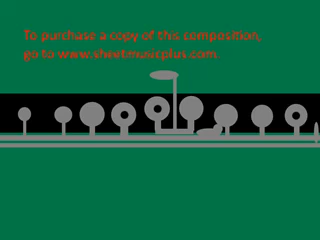 To purchase a copy of this composition,
go to www.sheetmusicplus.com.